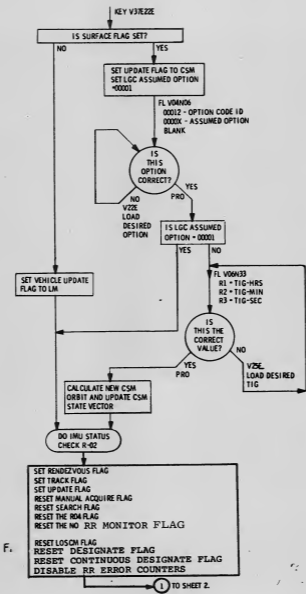 KEY V37E22E
IS SURFACE FLAG SET?
NO
YES
SET UPDATE FLAG TO CSM
SET LGC ASSUMED OPTION
=00001
FL V04N06
00012 - OPTION CODE ID
0000X - ASSUMED OPTION
BLANK
IS
THIS
OPTION
CORRECT?
NO
V22E
LOAD
DESIRED
OPTION
YES
PRO
IS LGC ASSUMED
OPTION = 00001
YES
NO
FL V06N33
R1 = TIG-HRS
R2 = TIG-MIN
R3 = TIG-SEC
SET VEHICLE UPDATE
FLAG TO LM
IS
THIS THE
CORRECT
VALUE?
YES
PRO
NO
V25E,
LOAD DESIRED
TIG
CALCULATE NEW CSM
ORBIT AND UPDATE CSM
STATE VECTOR
DO IMU STATUS
CHECK R-02
SET RENDEZVOUS FLAG
SET TRACK FLAG
SET UPDATE FLAG
RESET MANUAL ACQUIRE FLAG
RESET SEARCH FLAG
RESET THE R04 FLAG
RESET THE NO RR MONITOR FLAG
RESET LOSCM FLAG
F.
RESET DESIGNATE FLAG
RESET CONTINUOUS DESIGNATE FLAG
DISABLE RR ERROR COUNTERS
1 TO SHEET 2.